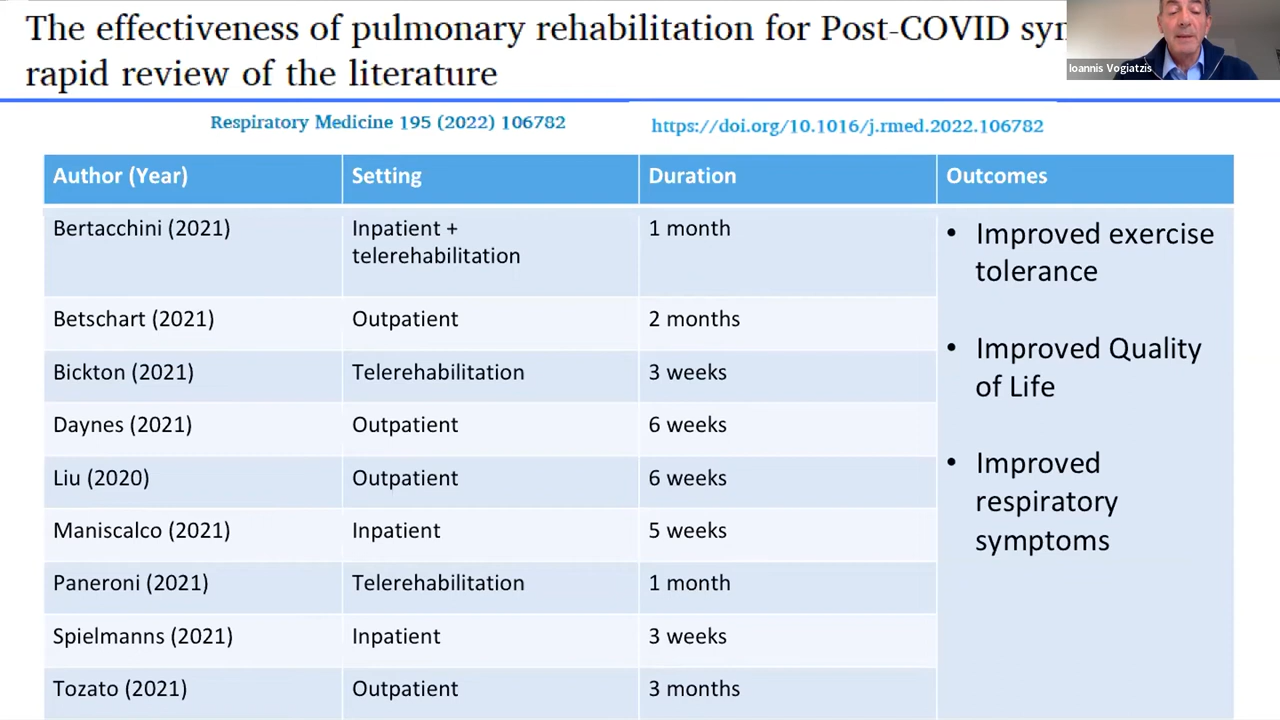 The effectiveness of pulmonary rehabilitation for Post-COVID
rapid review of the literature
Ioannis Vogiatzis
Respiratory Medicine 195 (2022) 106782
https://doi.org/10.1016/j.rmed.2022.106782
Author (Year) Setting Duration Outcomes
Bertacchini (2021) Inpatient + 1 month
telerehabilitation
Betschart (2021) Outpatient 2 months
Bickton (2021) Telerehabilitation 3 weeks
Daynes (2021) Outpatient 6 weeks
Liu (2020) Outpatient 6 weeks
Maniscalco (2021) Inpatient 5 weeks
Paneroni (2021) Telerehabilitation 1 month
Spielmanns (2021) Inpatient 3 weeks
Tozato (2021) Outpatient 3 months
• Improved exercise
tolerance
• Improved Quality
of Life
• Improved
respiratory
symptoms